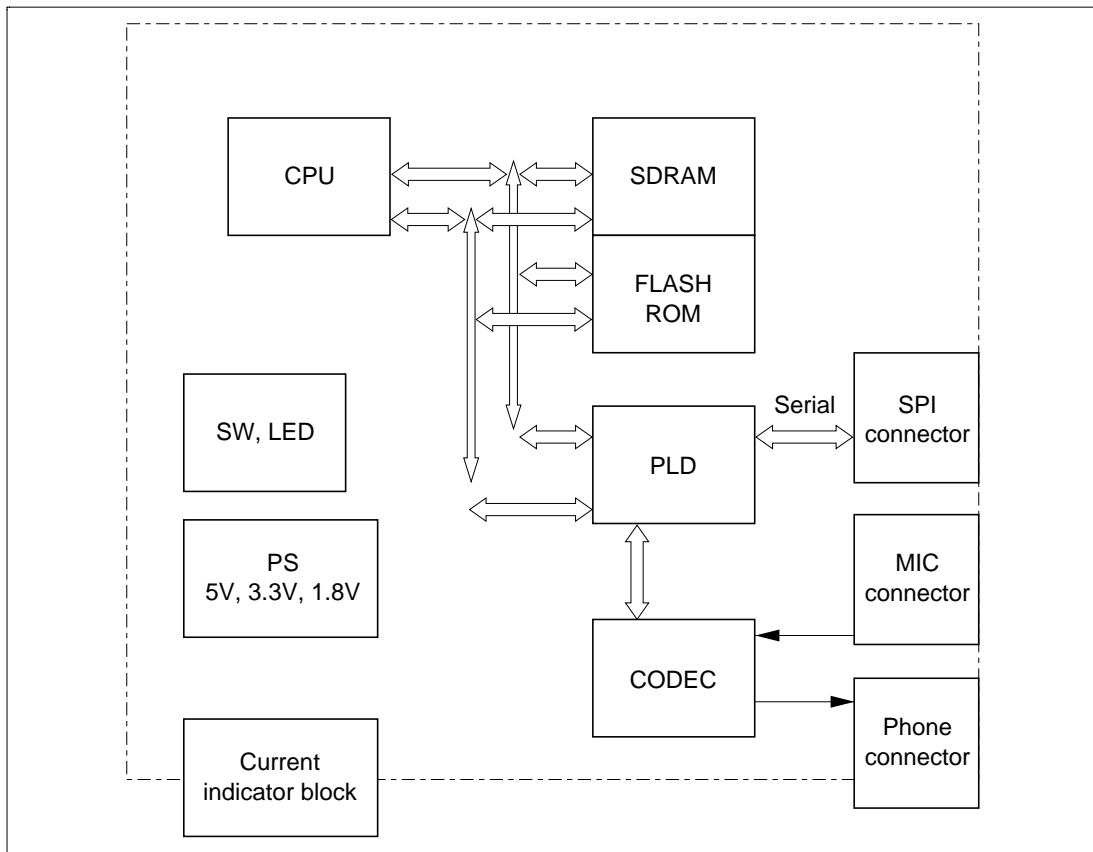 CPU
SDRAM
FLASH
ROM
SW, LED
PLD
Serial
SPI
connector
PS
5V, 3.3V, 1.8V
MIC
connector
CODEC
Phone
connector
Current
indicator block